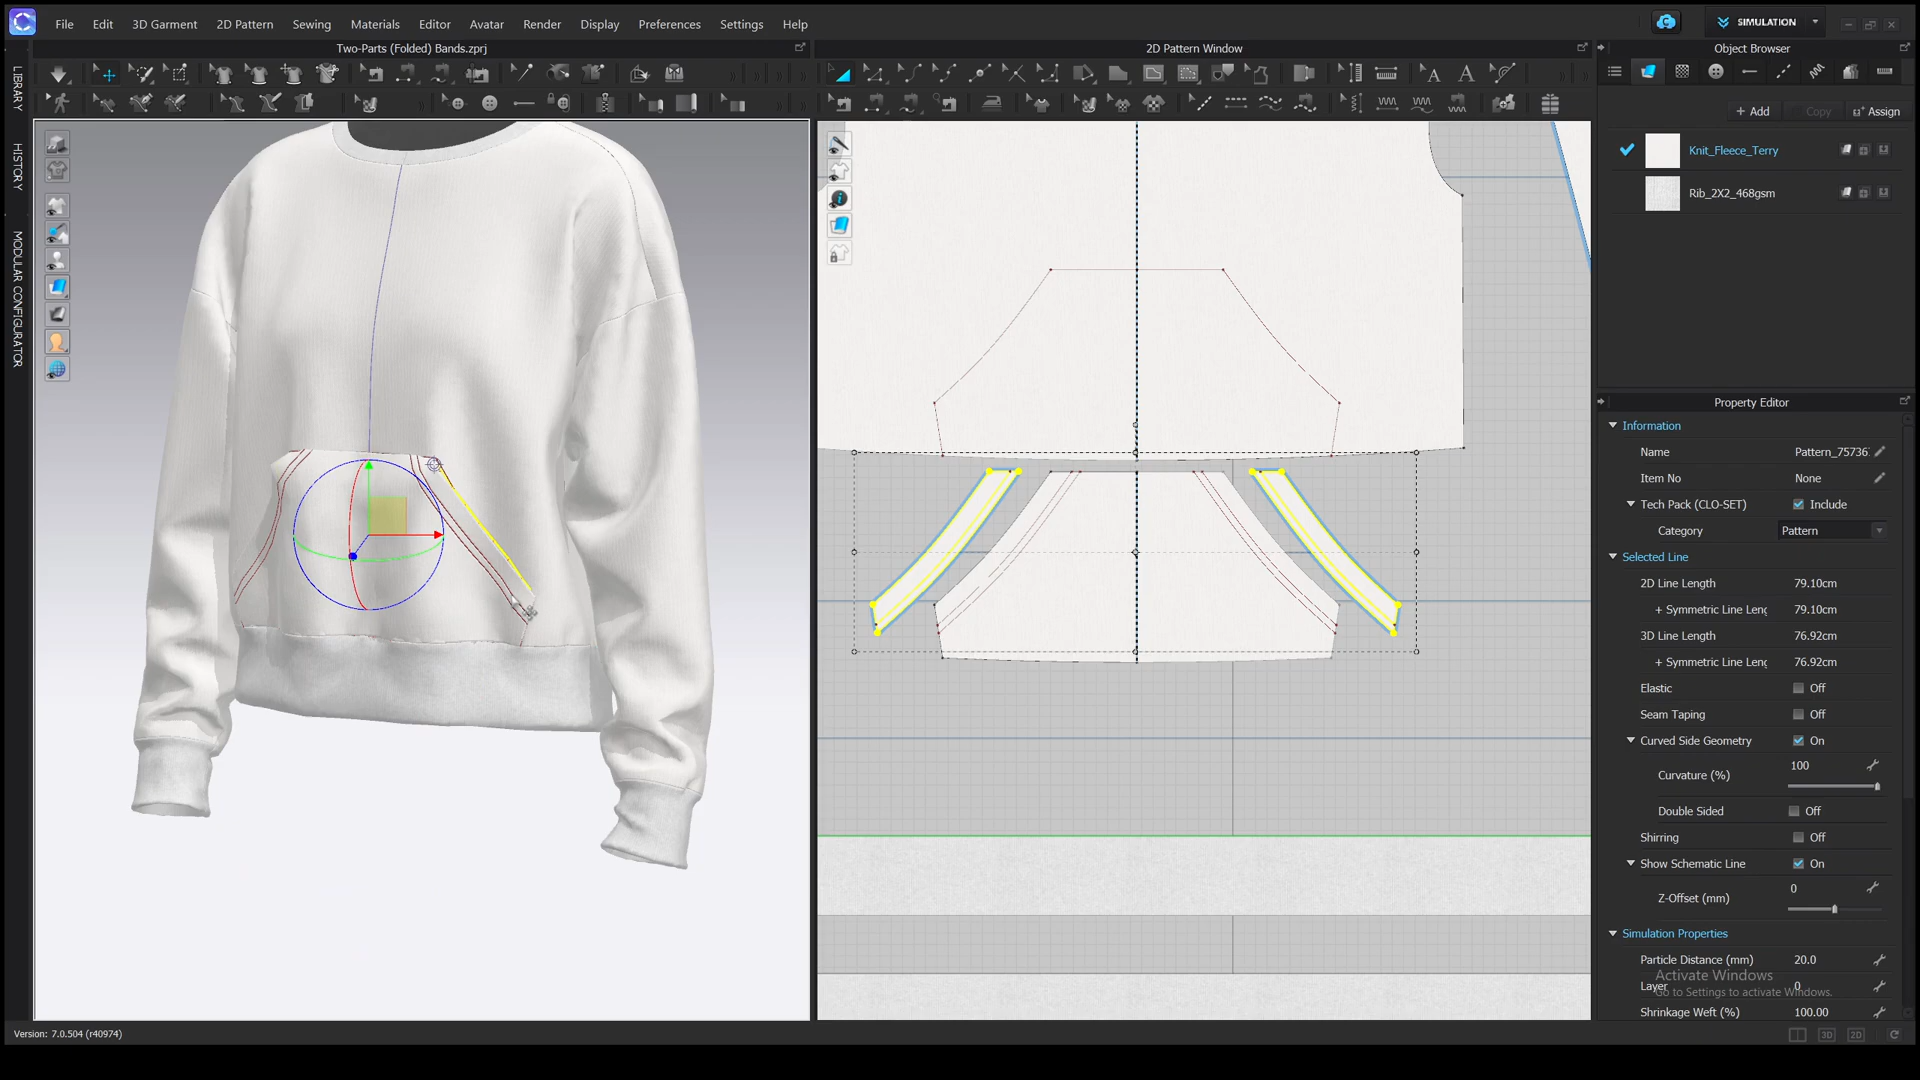 File Edit 3D Garment 2D Pattern Sewing Materials Editor Avatar Render Display Preferences Settings Help
SIMULATION
Two-Parts (Folded) Bands.zprj
2D Pattern Window
Object Browser
LIBRARY
HISTORY
MODULAR CONFIGURATOR
+ Add Copy Assign
Knit_Fleece_Terry
Rib_2X2_468gsm
Property Editor
Information
Name Pattern_75736
Item No None
Tech Pack (CLO-SET) Include
Category Pattern
Selected Line
2D Line Length 79.10cm
+ Symmetric Line Leng 79.10cm
3D Line Length 76.92cm
+ Symmetric Line Leng 76.92cm
Elastic Off
Seam Taping Off
Curved Side Geometry On
Curvature (%) 100
Double Sided Off
Shirring Off
Show Schematic Line On
Z-Offset (mm) 0
Simulation Properties
Particle Distance (mm) 20.0
Activate Windows
Layer 0
Go to Settings to activate Windows.
Shrinkage Weft (%) 100.00
Version: 7.0.504 (r40974)
3D 2D